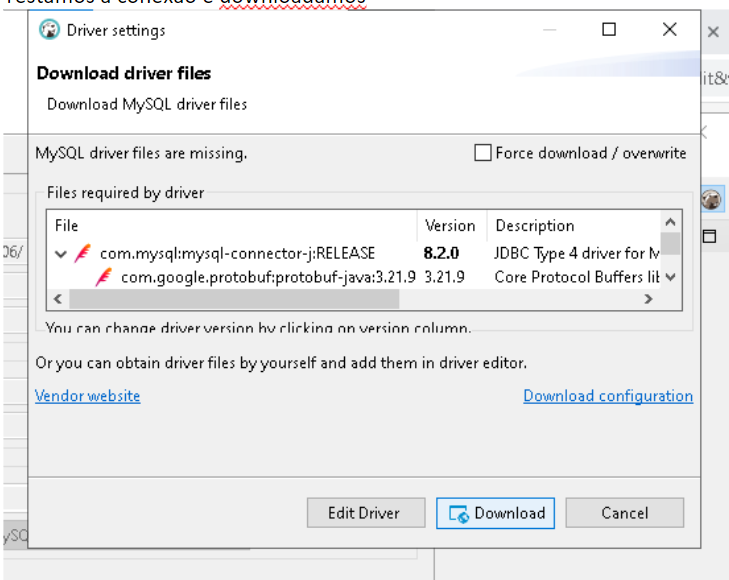 Testamos a conexão e downloadamos
Driver settings
Download driver files
it&
Download MySQL driver files
MySQL driver files are missing.
Force download / overwrite
Files required by driver
File Version Description
com.mysql:mysql-connector-j:RELEASE 8.2.0 JDBC Type 4 driver for M
06/
com.google.protobuf:protobuf-java:3.21.9 3.21.9 Core Protocol Buffers lib
You can change driver version by clicking on version column.
Or you can obtain driver files by yourself and add them in driver editor.
Vendor website Download configuration
Edit Driver Download Cancel
ySQ